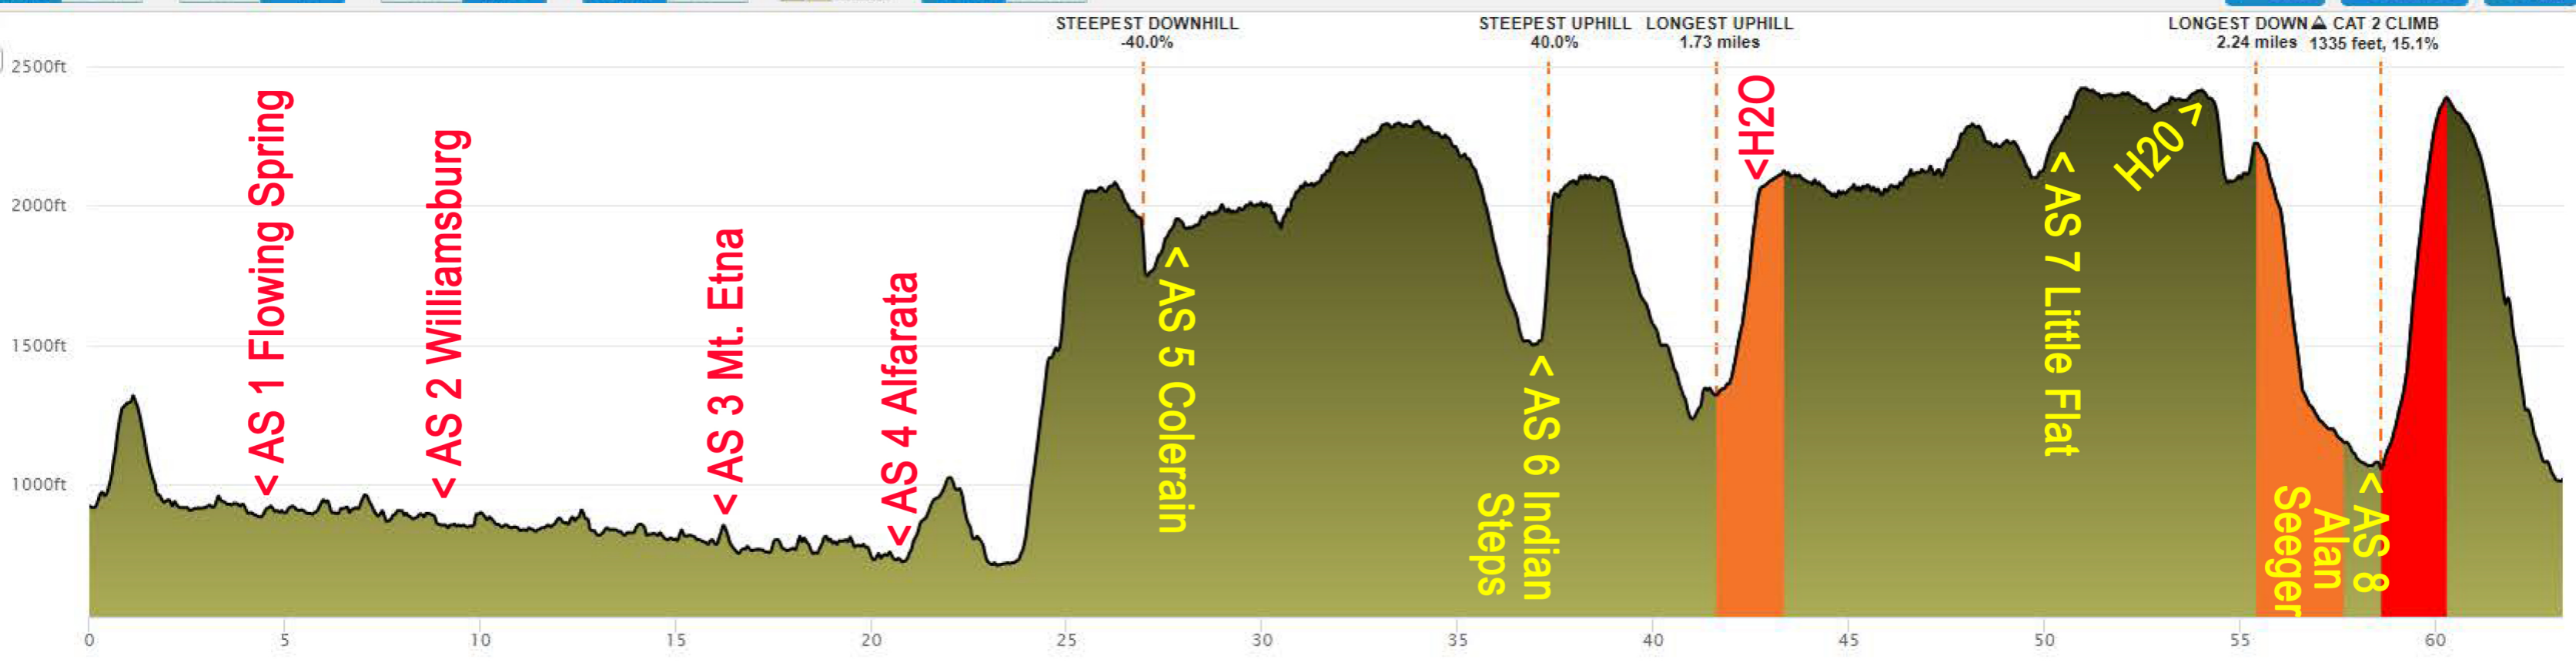 STEEPEST DOWNHILL
-40.0%
STEEPEST UPHILL
40.0%
LONGEST UPHILL
1.73 miles
LONGEST DOWN
2.24 miles
CAT 2 CLIMB
1335 feet, 15.1%
2500ft
2000ft
1500ft
1000ft
< AS 1 Flowing Spring
< AS 2 Williamsburg
< AS 3 Mt. Etna
< AS 4 Alfarata
< AS 5 Colerain
< AS 6 Indian
Steps
<H2O
< AS 7 Little Flat
H20 >
< AS 8
Alan
Seeger
0 5 10 15 20 25 30 35 40 45 50 55 60